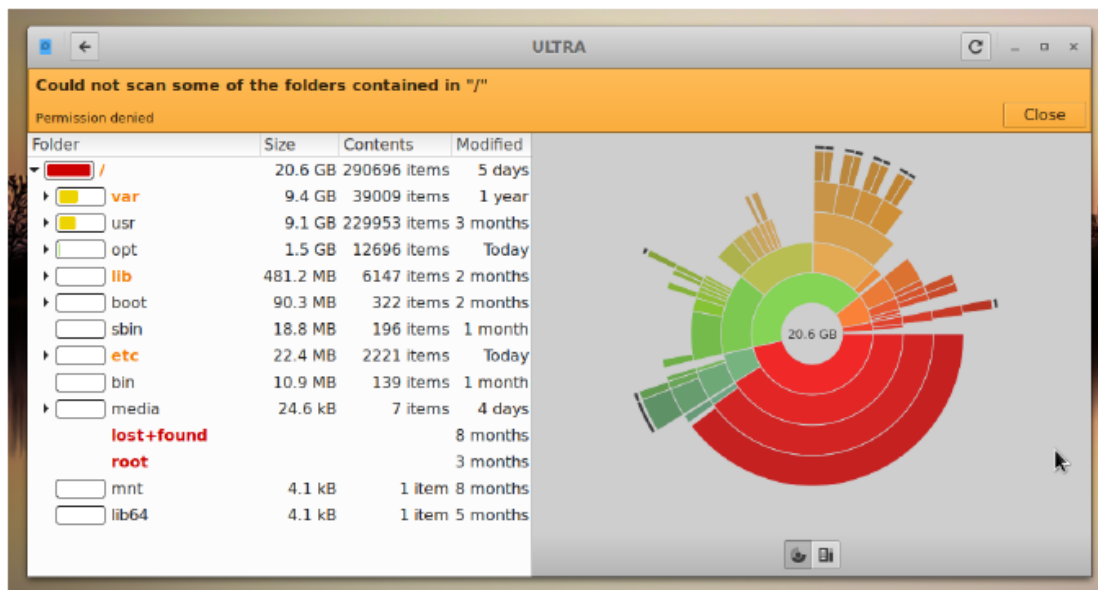 ULTRA
Could not scan some of the folders contained in "/"
Permission denied
Close
Folder Size Contents Modified
/ 20.6 GB 290696 items 5 days
var 9.4 GB 39009 items 1 year
usr 9.1 GB 229953 items 3 months
opt 1.5 GB 12696 items Today
lib 481.2 MB 6147 items 2 months
boot 90.3 MB 322 items 2 months
sbin 18.8 MB 196 items 1 month
etc 22.4 MB 2221 items Today
bin 10.9 MB 139 items 1 month
media 24.6 kB 7 items 4 days
lost+found 8 months
root 3 months
mnt 4.1 kB 1 item 8 months
lib64 4.1 kB 1 item 5 months
20.6 GB